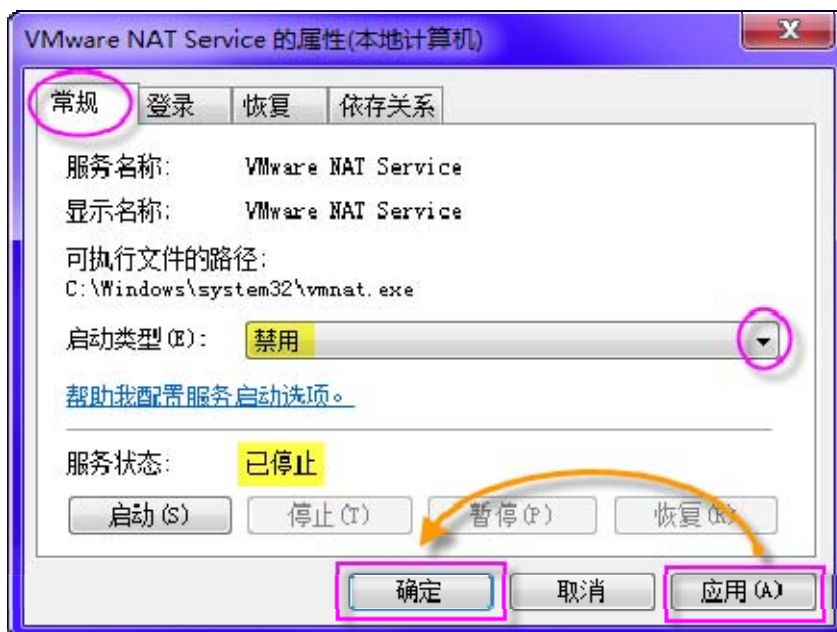 VMware NAT Service 的属性(本地计算机)
常规 登录 恢复 依存关系
服务名称: VMware NAT Service
显示名称: VMware NAT Service
可执行文件的路径:
C:\Windows\system32\vmnat.exe
启动类型(E): 禁用
帮助我配置服务启动选项。
服务状态: 已停止
启动(S) 停止(T) 暂停(P) 恢复(R)
确定 取消 应用(A)